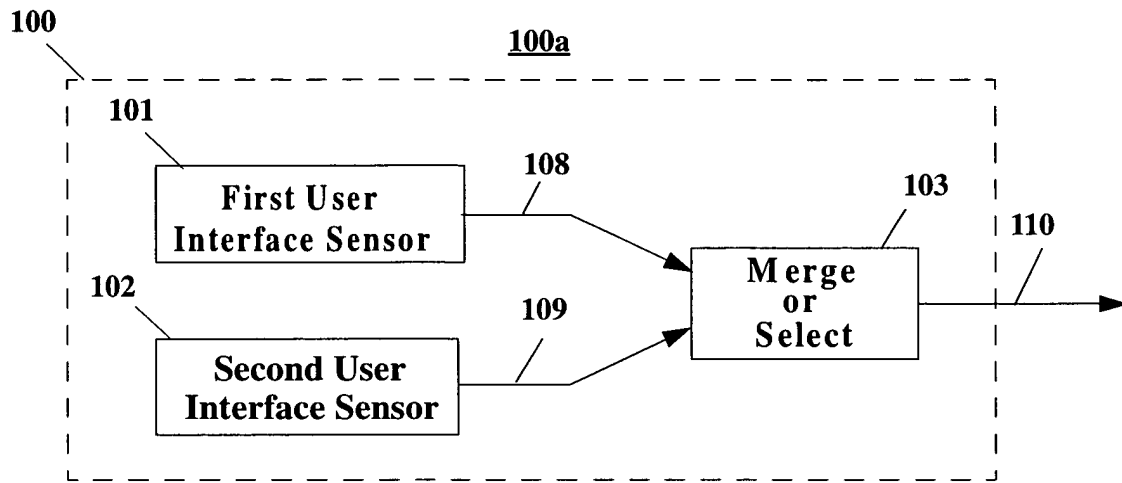 100
100a
101
First User
Interface Sensor
108
103
Merge
or
Select
110
102
109
Second User
Interface Sensor